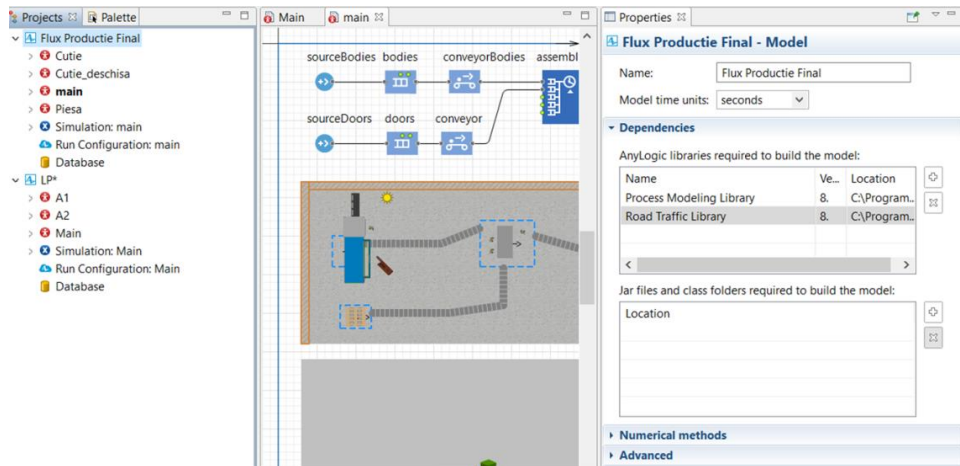 Projects
Palette
Flux Productie Final
Cutie
Cutie_deschisa
main
Piesa
Simulation: main
Run Configuration: main
Database
LP*
A1
A2
Main
Simulation: Main
Run Configuration: Main
Database
Main
main
sourceBodies bodies conveyorBodies assembl
sourceDoors doors conveyor
Properties
Flux Productie Final - Model
Name: Flux Productie Final
Model time units: seconds
Dependencies
AnyLogic libraries required to build the model:
Name Ve... Location
Process Modeling Library 8. C:\Program..
Road Traffic Library 8. C:\Program..
Jar files and class folders required to build the model:
Location
Numerical methods
Advanced